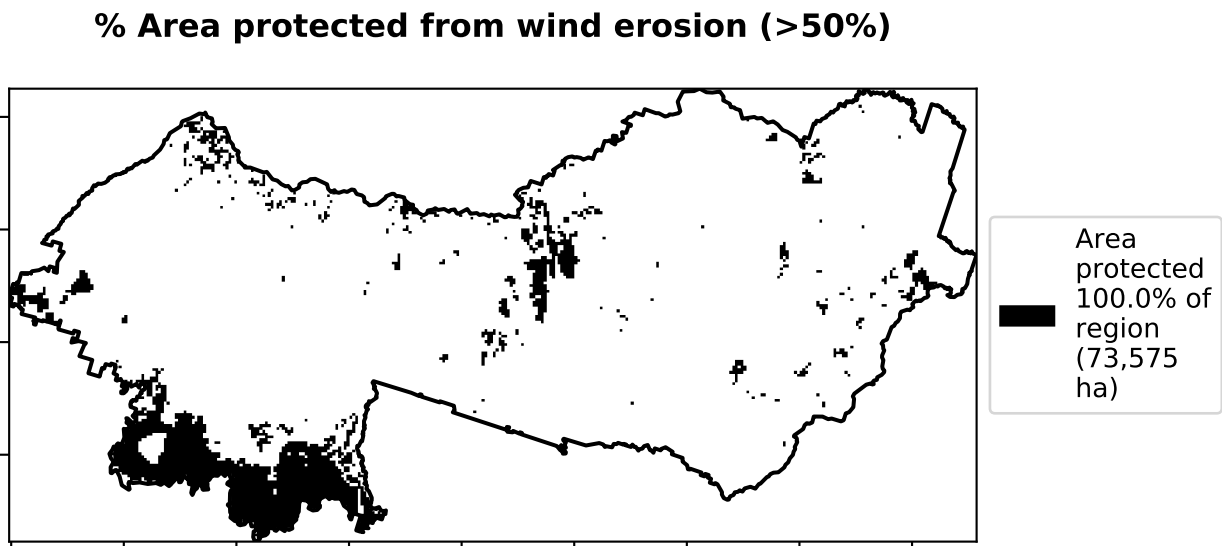 % Area protected from wind erosion (>50%)
Area
protected
100.0% of
region
(73,575
ha)